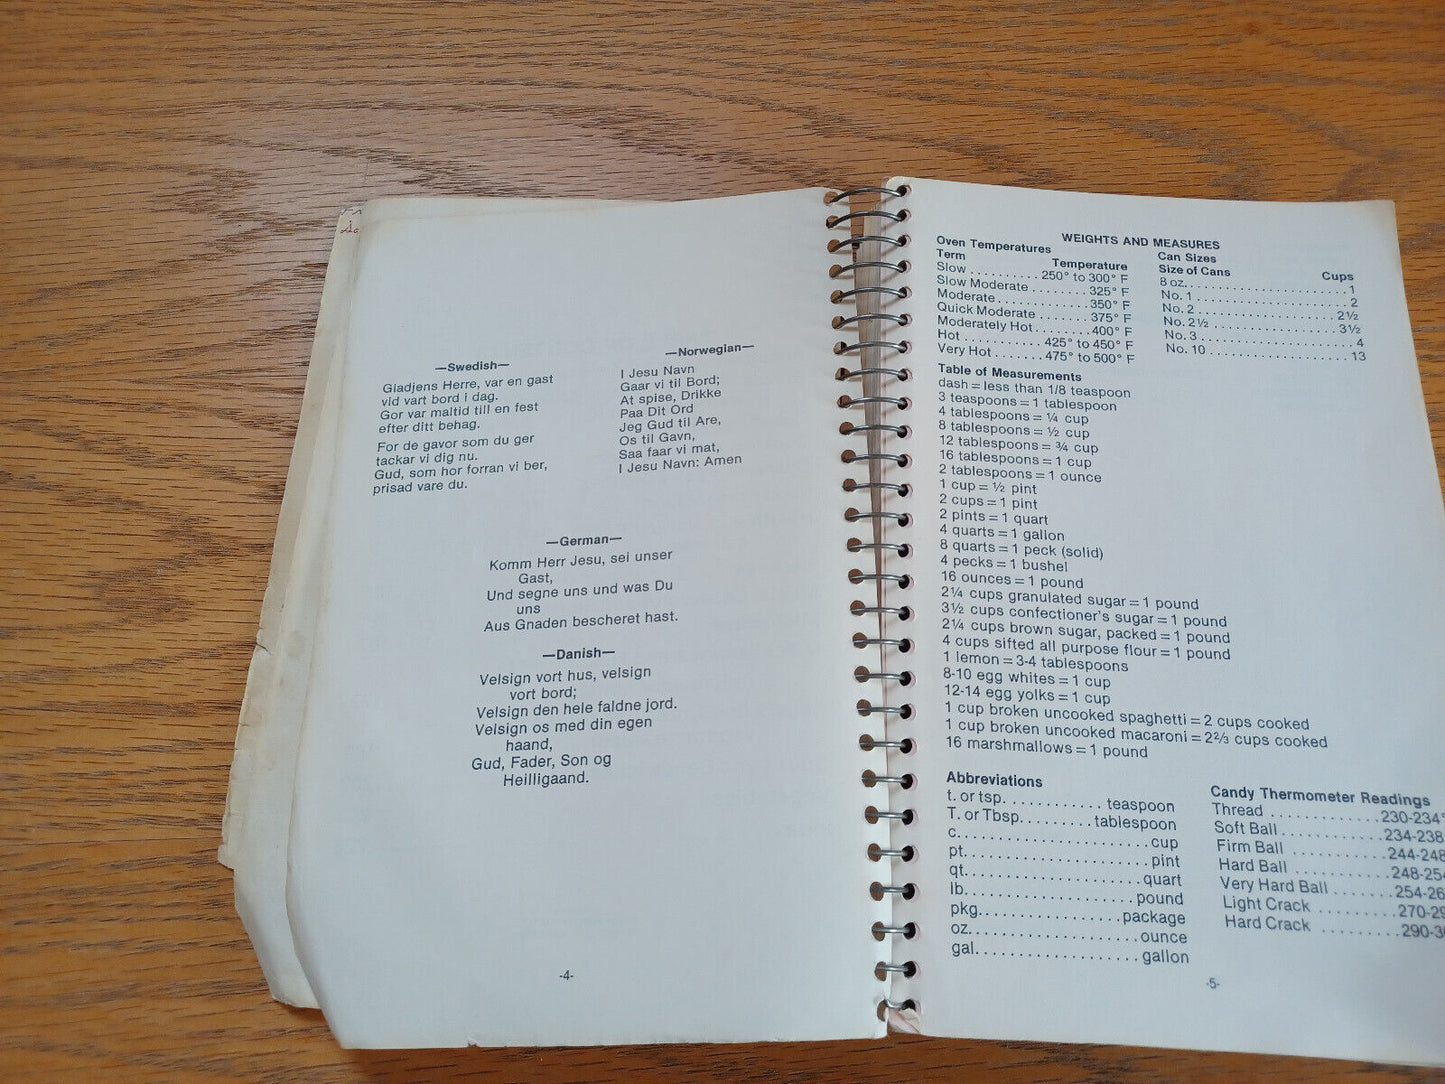 —Swedish—
Gladjens Herre, var en gast
vid vart bord i dag.
Gor var maltid till en fest
efter ditt behag.
For de gavor som du ger
tackar vi dig nu.
Gud, som hor forran vi ber,
prisad vare du.
—Norwegian—
I Jesu Navn
Gaar vi til Bord;
At spise, Drikke
Paa Dit Ord
Jeg Gud til Are,
Os til Gavn,
Saa faar vi mat,
I Jesu Navn: Amen
—German—
Komm Herr Jesu, sei unser
Gast,
Und segne uns und was Du
uns
Aus Gnaden bescheret hast.
—Danish—
Velsign vort hus, velsign
vort bord;
Velsign den hele faldne jord.
Velsign os med din egen
haand,
Gud, Fader, Son og
Heilligaand.
-4-
WEIGHTS AND MEASURES
Oven Temperatures
Term Temperature
Slow .......... 250° to 300° F
Slow Moderate ........ 325° F
Moderate ............. 350° F
Quick Moderate ....... 375° F
Moderately Hot ........ 400° F
Hot ........... 425° to 450° F
Very Hot ....... 475° to 500° F
Can Sizes
Size of Cans Cups
8 oz. ..................... 1
No. 1 .................... 2
No. 2 .................. 2½
No. 2½ ................ 3½
No. 3 .................... 4
No. 10 .................. 13
Table of Measurements
dash = less than 1/8 teaspoon
3 teaspoons = 1 tablespoon
4 tablespoons = ¼ cup
8 tablespoons = ½ cup
12 tablespoons = ¾ cup
16 tablespoons = 1 cup
2 tablespoons = 1 ounce
1 cup = ½ pint
2 cups = 1 pint
2 pints = 1 quart
4 quarts = 1 gallon
8 quarts = 1 peck (solid)
4 pecks = 1 bushel
16 ounces = 1 pound
2¼ cups granulated sugar = 1 pound
3½ cups confectioner's sugar = 1 pound
2¼ cups brown sugar, packed = 1 pound
4 cups sifted all purpose flour = 1 pound
1 lemon = 3-4 tablespoons
8-10 egg whites = 1 cup
12-14 egg yolks = 1 cup
1 cup broken uncooked spaghetti = 2 cups cooked
1 cup broken uncooked macaroni = 2⅔ cups cooked
16 marshmallows = 1 pound
Abbreviations
t. or tsp. ............ teaspoon
T. or Tbsp. ........ tablespoon
c. ....................... cup
pt. ...................... pint
qt. ..................... quart
lb. .................... pound
pkg. ................ package
oz. ................... ounce
gal. .................. gallon
Candy Thermometer Readings
Thread ............. 230-234°
Soft Ball ............ 234-238
Firm Ball ........... 244-248
Hard Ball ........... 248-25
Very Hard Ball ....... 254-26
Light Crack ......... 270-29
Hard Crack ......... 290-3
-5-